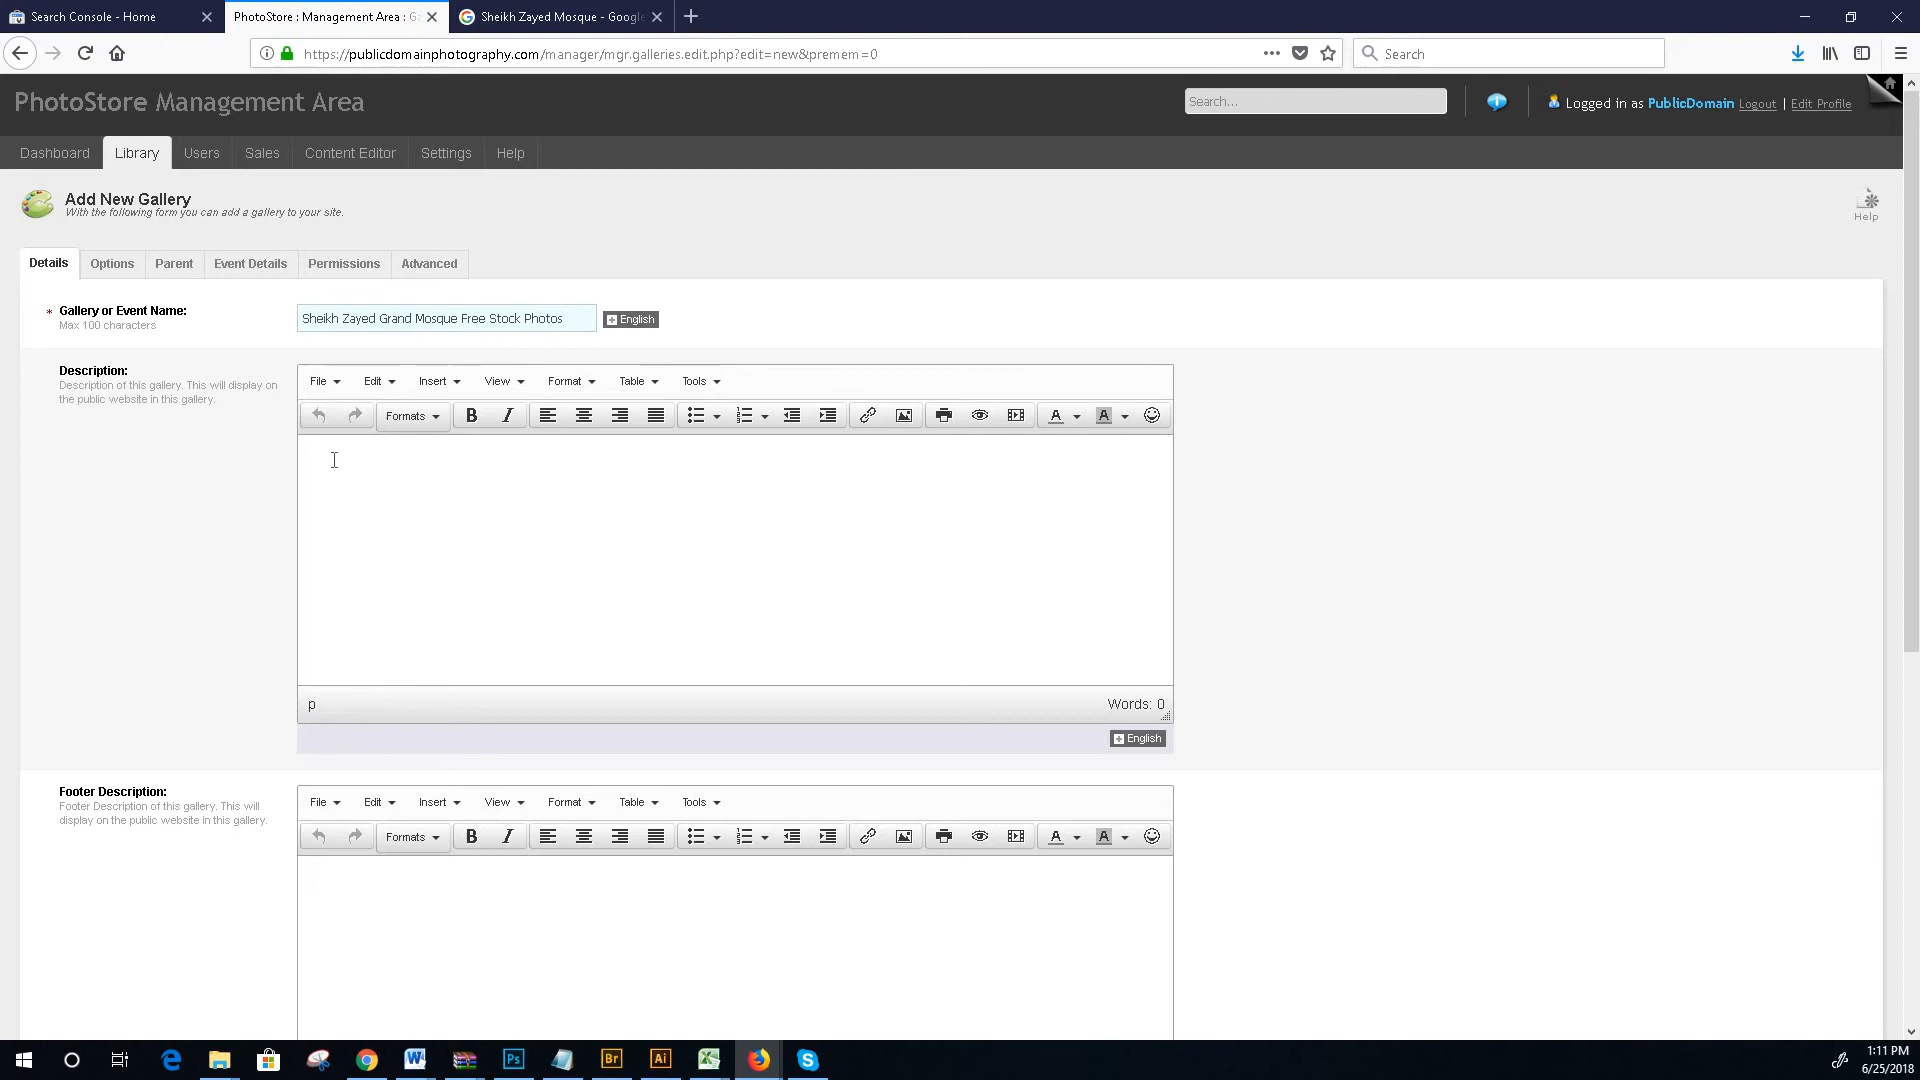 Search Console - Home
PhotoStore : Management Area : G
Sheikh Zayed Mosque - Google
https://publicdomainphotography.com/manager/mgr.galleries.edit.php?edit=new&premem=0
Search
PhotoStore Management Area
Search...
Logged in as PublicDomain Logout | Edit Profile
Dashboard Library Users Sales Content Editor Settings Help
Add New Gallery
With the following form you can add a gallery to your site.
Help
Details Options Parent Event Details Permissions Advanced
* Gallery or Event Name:
Max 100 characters
Sheikh Zayed Grand Mosque Free Stock Photos
English
Description:
Description of this gallery. This will display on
the public website in this gallery.
File Edit Insert View Format Table Tools
Formats B I A A
p
Words: 0
English
Footer Description:
Footer Description of this gallery. This will
display on the public website in this gallery.
File Edit Insert View Format Table Tools
Formats B I A A
Ps Br Ai
1:11 PM
6/25/2018